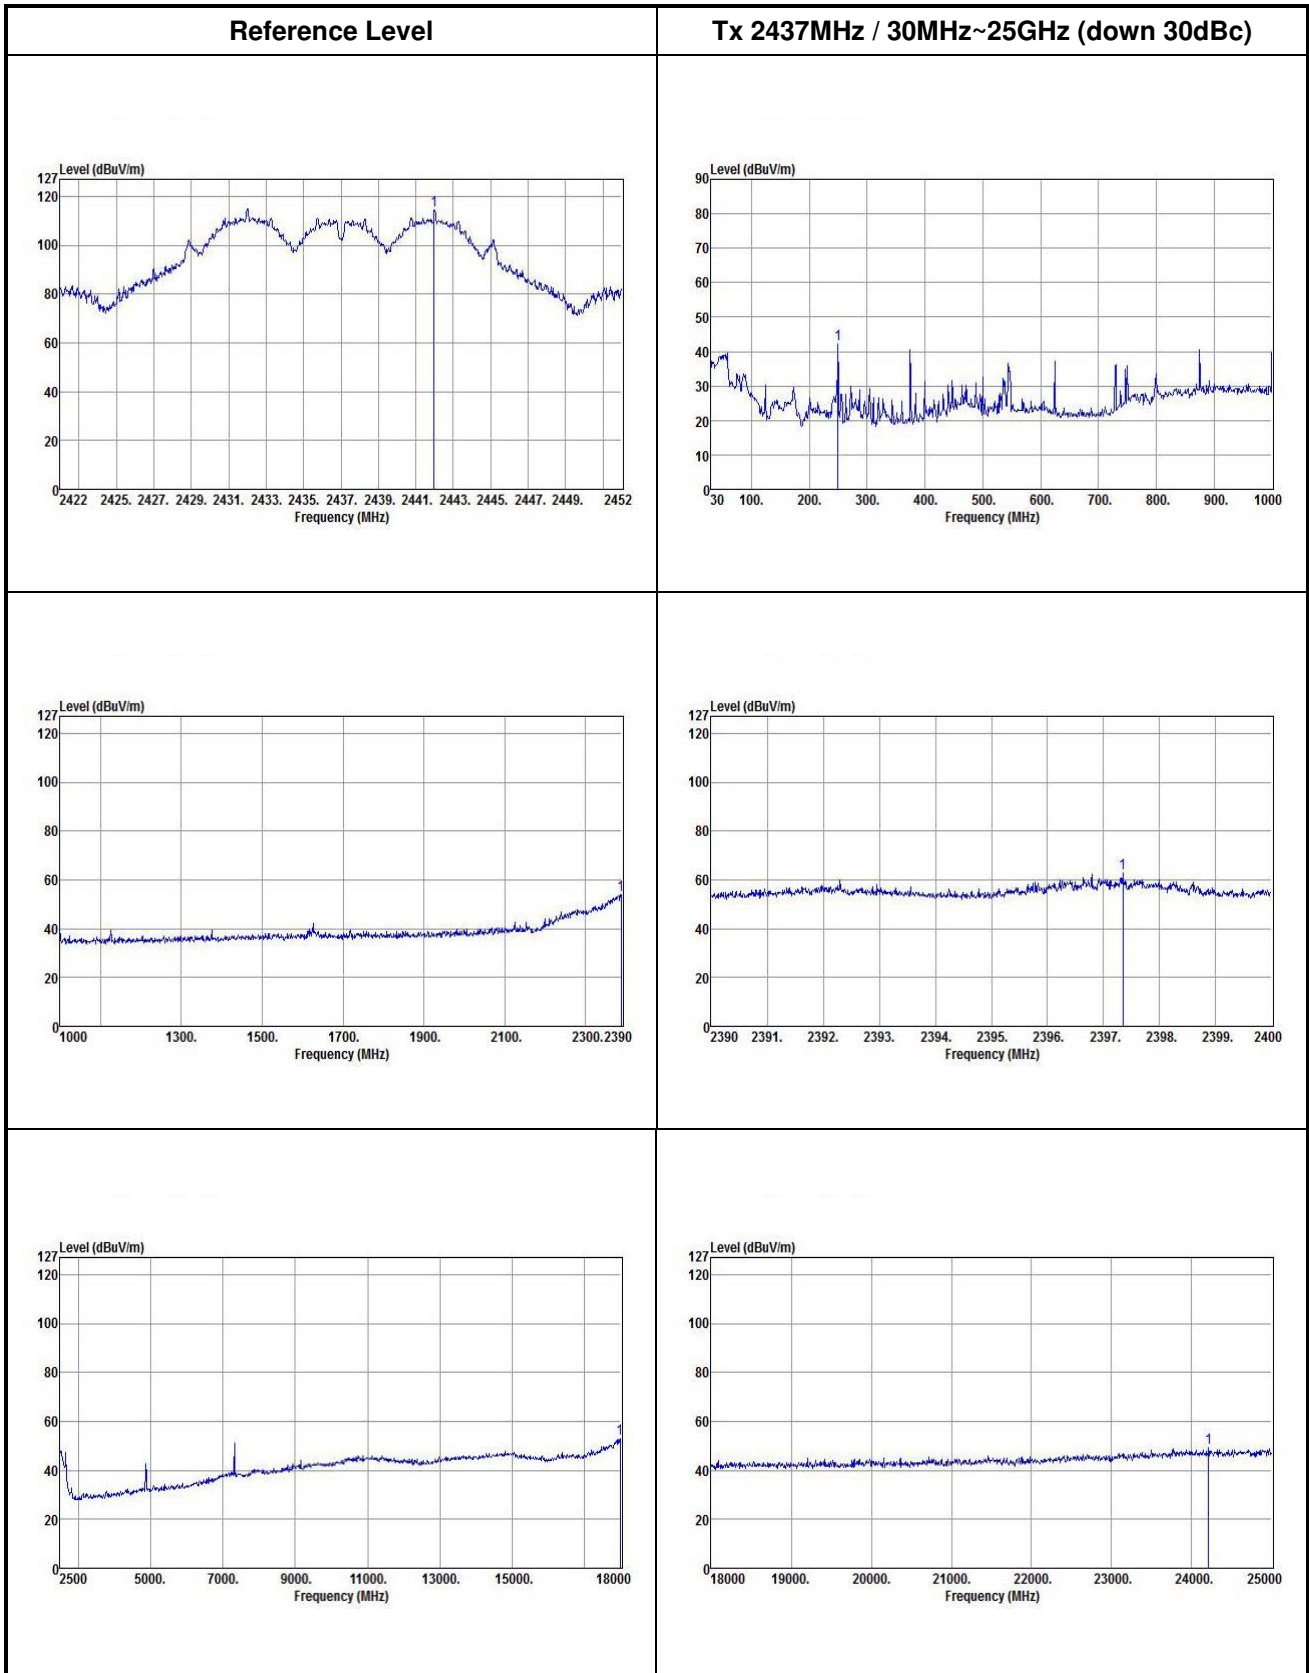 Reference Level
Tx 2437MHz / 30MHz~25GHz (down 30dBc)
Level (dBuV/m)
127
120
100
80
60
40
20
0
1
2422 2425. 2427. 2429. 2431. 2433. 2435. 2437. 2439. 2441. 2443. 2445. 2447. 2449. 2452
Frequency (MHz)
Level (dBuV/m)
90
80
70
60
50
40
30
20
10
0
1
30 100. 200. 300. 400. 500. 600. 700. 800. 900. 1000
Frequency (MHz)
Level (dBuV/m)
127
120
100
80
60
40
20
0
1
1000 1300. 1500. 1700. 1900. 2100. 2300. 2390
Frequency (MHz)
Level (dBuV/m)
127
120
100
80
60
40
20
0
1
2390 2391. 2392. 2393. 2394. 2395. 2396. 2397. 2398. 2399. 2400
Frequency (MHz)
Level (dBuV/m)
127
120
100
80
60
40
20
0
1
2500 5000. 7000. 9000. 11000. 13000. 15000. 18000
Frequency (MHz)
Level (dBuV/m)
127
120
100
80
60
40
20
0
1
18000 19000. 20000. 21000. 22000. 23000. 24000. 25000
Frequency (MHz)